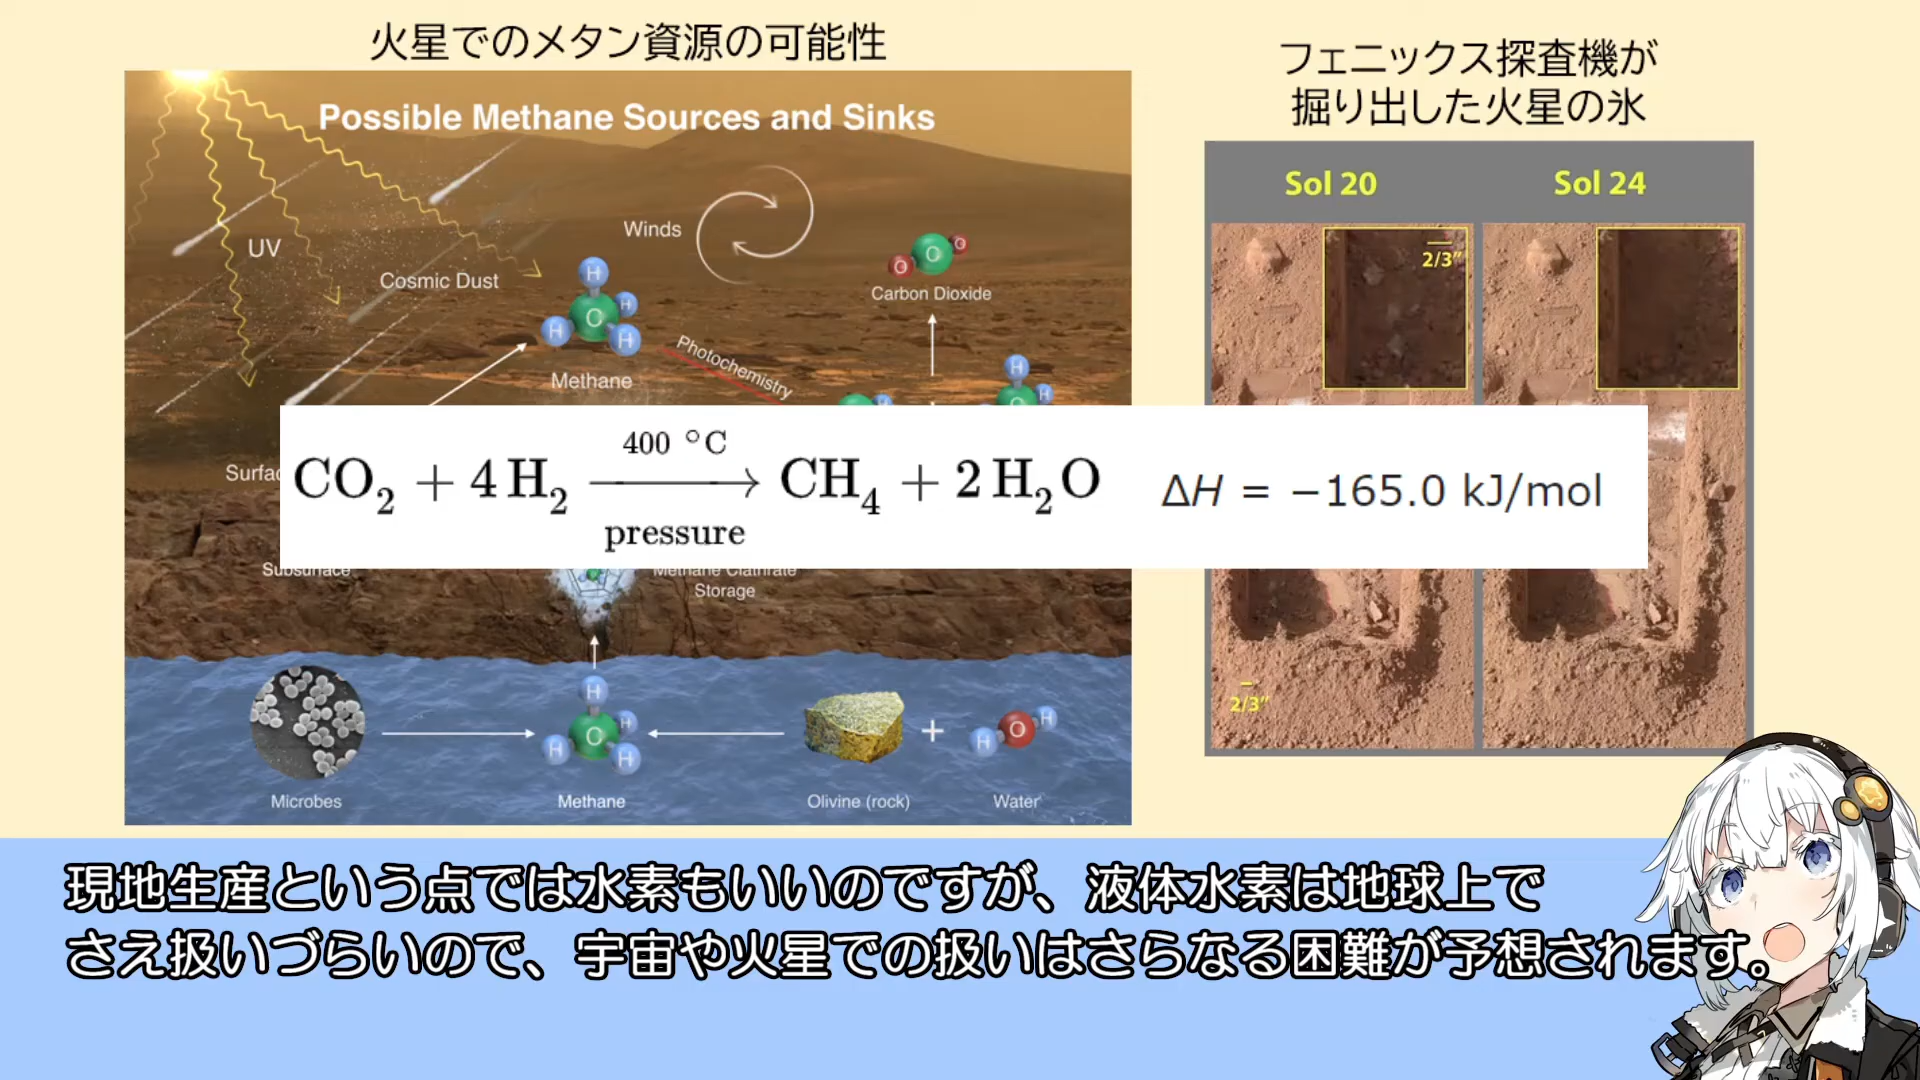 火星でのメタン資源の可能性
Possible Methane Sources and Sinks
UV
Cosmic Dust
Winds
H
H
H
H
C
Methane
Photochemistry
O
C
O
Carbon Dioxide
H
H
フェニックス探査機が
掘り出した火星の氷
Sol 20
Sol 24
2/3"
CO2 + 4 H2 →
400 °C
pressure
CH4 + 2 H2O
ΔH = −165.0 kJ/mol
Subsurface
Methane Clathrate
Storage
2/3"
H
H
H
H
C
Microbes
Methane
Olivine (rock)
+
H
O
H
Water
現地生産という点では水素もいいのですが、液体水素は地球上で
さえ扱いづらいので、宇宙や火星での扱いはさらなる困難が予想されます。